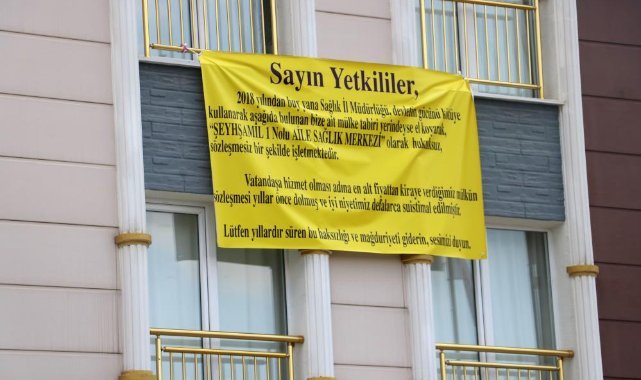 Sayın Yetkililer,
2018 yılından buy yana Sağlık İl Müdürlüğü, devletin gücünü kötüye
kullanarak aşağıda bulunan bize ait mülke tabiri yerindeyse el koyarak,
"ŞEYHŞAMİL 1 Nolu AİLE SAĞLIK MERKEZİ" olarak hukuksuz,
sözleşmesiz bir şekilde işletmektedir.
Vatandaşa hizmet olması adına en alt fiyattan kiraye verdiğimiz mülkün
sözleşmesi yıllar önce dolmuş ve iyi niyetimiz defalarca suistimal edilmiştir.
Lütfen yıllardır süren bu haksızlığı ve mağduriyeti giderin, sesimizi duyun.